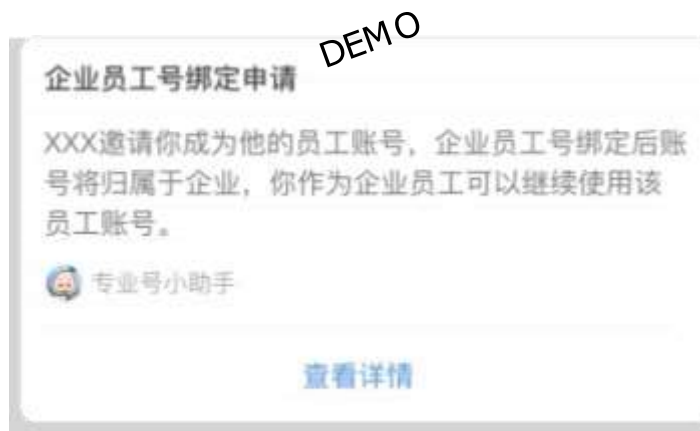 DEMO
企业员工号绑定申请
XXX邀请你成为他的员工账号，企业员工号绑定后账
号将归属于企业，你作为企业员工可以继续使用该
员工账号。
专业号小助手
查看详情